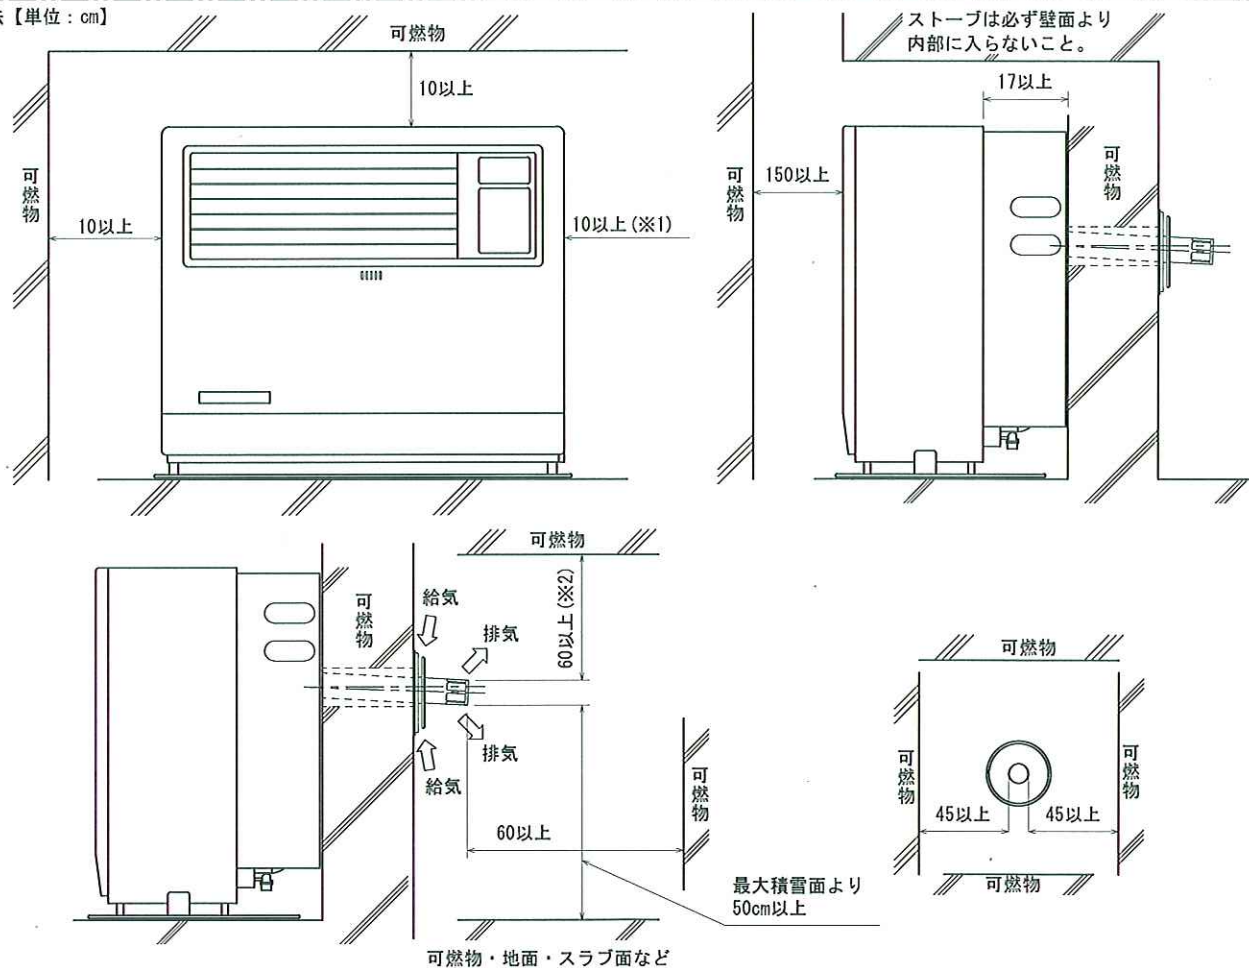 【単位：cm】
可燃物
10以上
可燃物
10以上
10以上(※1)
ストーブは必ず壁面より
内部に入らないこと。
17以上
可燃物
150以上
可燃物
可燃物
60以上(※2)
可燃物
給気
排気
排気
給気
可燃物
60以上
最大積雪面より
50cm以上
可燃物・地面・スラブ面など
可燃物
可燃物
可燃物
45以上
45以上
可燃物